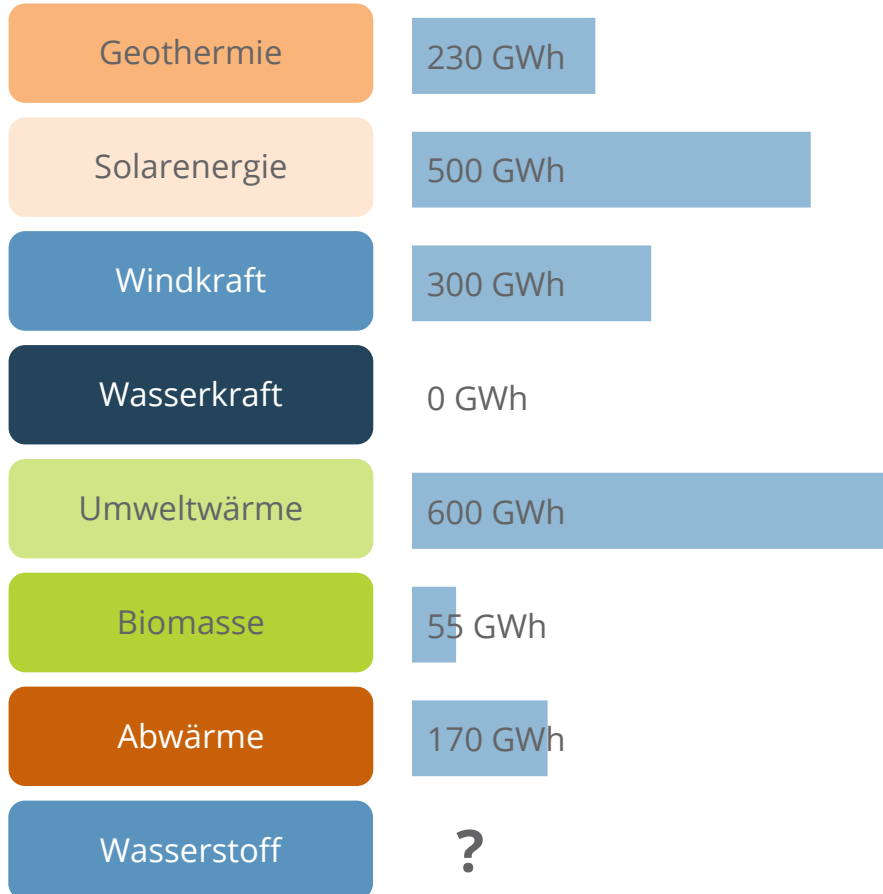 Geothermie 230 GWh
Solarenergie 500 GWh
Windkraft 300 GWh
Wasserkraft 0 GWh
Umweltwärme 600 GWh
Biomasse 55 GWh
Abwärme 170 GWh
Wasserstoff ?